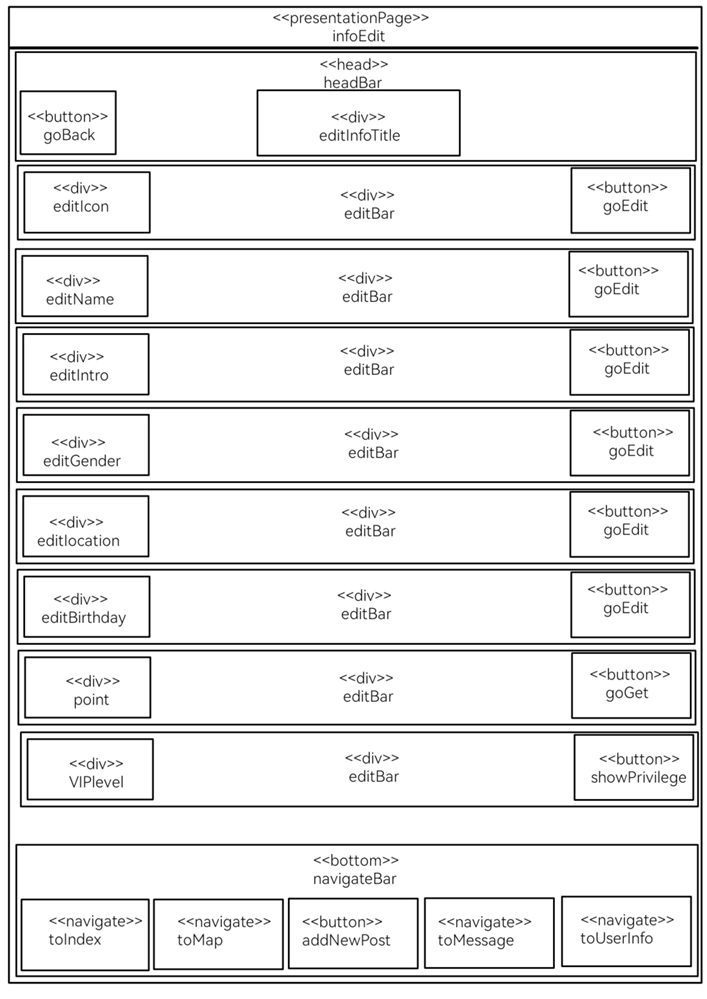 <<presentationPage>>
infoEdit
<<head>>
headBar
<<button>>
goBack
<<div>>
editInfoTitle
<<div>>
editIcon
<<div>>
editBar
<<button>>
goEdit
<<div>>
editName
<<div>>
editBar
<<button>>
goEdit
<<div>>
editIntro
<<div>>
editBar
<<button>>
goEdit
<<div>>
editGender
<<div>>
editBar
<<button>>
goEdit
<<div>>
editlocation
<<div>>
editBar
<<button>>
goEdit
<<div>>
editBirthday
<<div>>
editBar
<<button>>
goEdit
<<div>>
point
<<div>>
editBar
<<button>>
goGet
<<div>>
VIPlevel
<<div>>
editBar
<<button>>
showPrivilege
<<bottom>>
navigateBar
<<navigate>>
toIndex
<<navigate>>
toMap
<<button>>
addNewPost
<<navigate>>
toMessage
<<navigate>>
toUserInfo